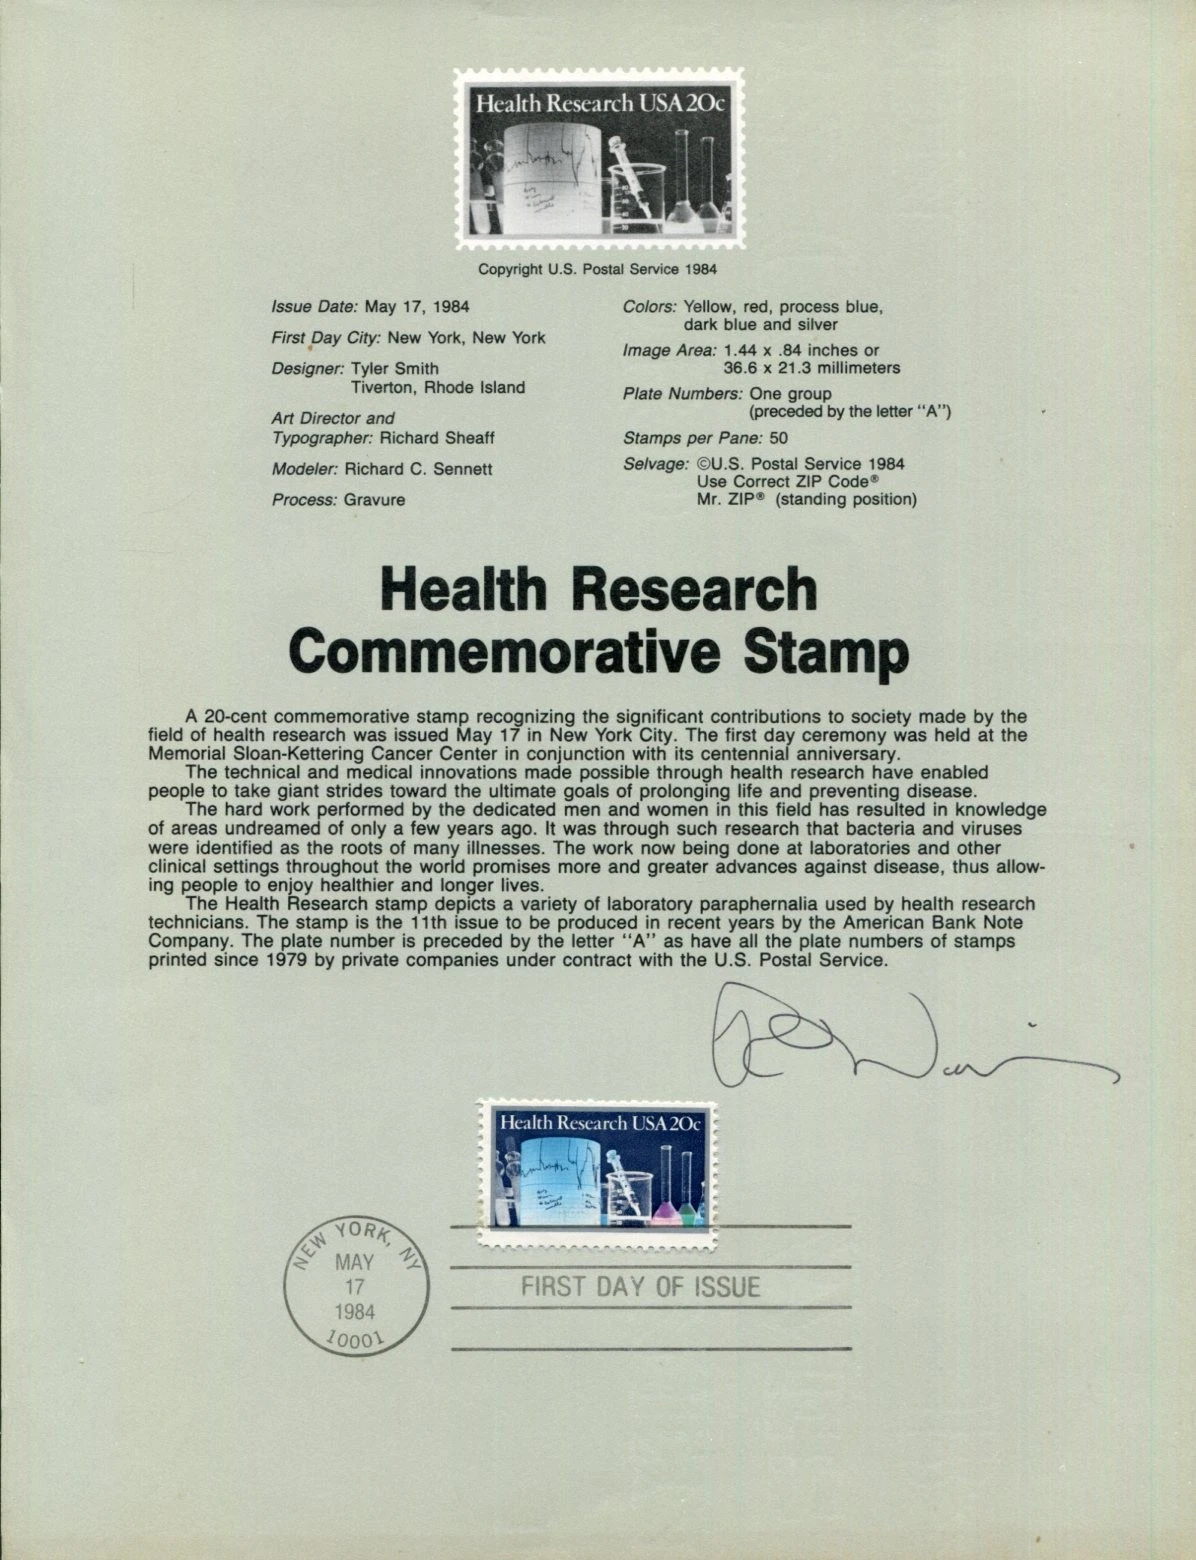 Health Research USA 20c
Copyright U.S. Postal Service 1984
Issue Date: May 17, 1984
First Day City: New York, New York
Designer: Tyler Smith
Tiverton, Rhode Island
Art Director and
Typographer: Richard Sheaff
Modeler: Richard C. Sennett
Process: Gravure
Colors: Yellow, red, process blue,
dark blue and silver
Image Area: 1.44 x .84 inches or
36.6 x 21.3 millimeters
Plate Numbers: One group
(preceded by the letter “A”)
Stamps per Pane: 50
Selvage: ©U.S. Postal Service 1984
Use Correct ZIP Code®
Mr. ZIP® (standing position)
Health Research
Commemorative Stamp
A 20-cent commemorative stamp recognizing the significant contributions to society made by the
field of health research was issued May 17 in New York City. The first day ceremony was held at the
Memorial Sloan-Kettering Cancer Center in conjunction with its centennial anniversary.
The technical and medical innovations made possible through health research have enabled
people to take giant strides toward the ultimate goals of prolonging life and preventing disease.
The hard work performed by the dedicated men and women in this field has resulted in knowledge
of areas undreamed of only a few years ago. It was through such research that bacteria and viruses
were identified as the roots of many illnesses. The work now being done at laboratories and other
clinical settings throughout the world promises more and greater advances against disease, thus allow-
ing people to enjoy healthier and longer lives.
The Health Research stamp depicts a variety of laboratory paraphernalia used by health research
technicians. The stamp is the 11th issue to be produced in recent years by the American Bank Note
Company. The plate number is preceded by the letter “A” as have all the plate numbers of stamps
printed since 1979 by private companies under contract with the U.S. Postal Service.
Health Research USA 20c
NEW YORK, NY
MAY
17
1984
10001
FIRST DAY OF ISSUE